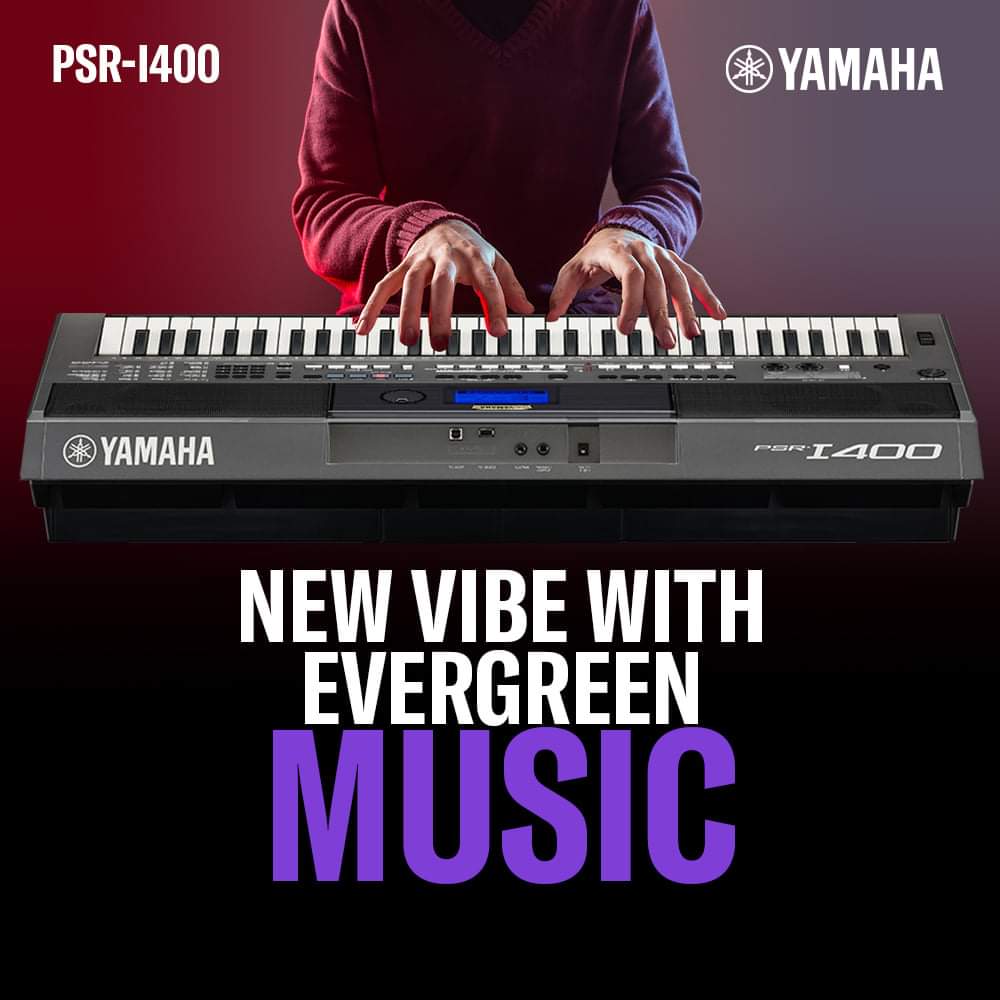 PSR-I400
YAMAHA
YAMAHA
PSR-I400
NEW VIBE WITH
EVERGREEN
MUSIC